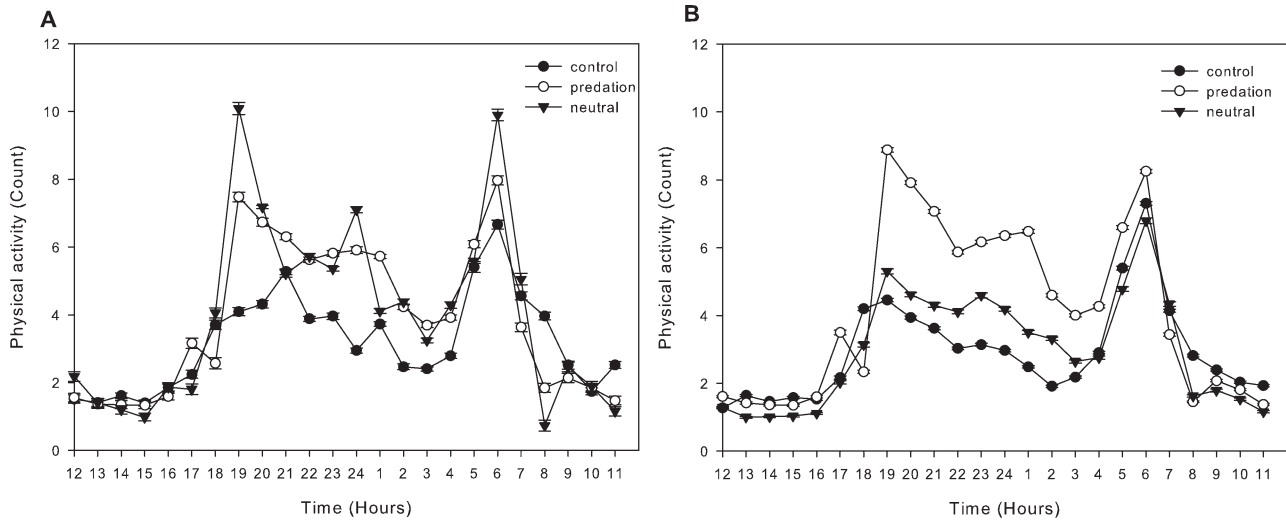 A
12
10
8
6
4
2
0
Physical activity (Count)
control
predation
neutral
12 13 14 15 16 17 18 19 20 21 22 23 24 1 2 3 4 5 6 7 8 9 10 11
Time (Hours)
B
12
10
8
6
4
2
0
Physical activity (Count)
control
predation
neutral
12 13 14 15 16 17 18 19 20 21 22 23 24 1 2 3 4 5 6 7 8 9 10 11
Time (Hours)